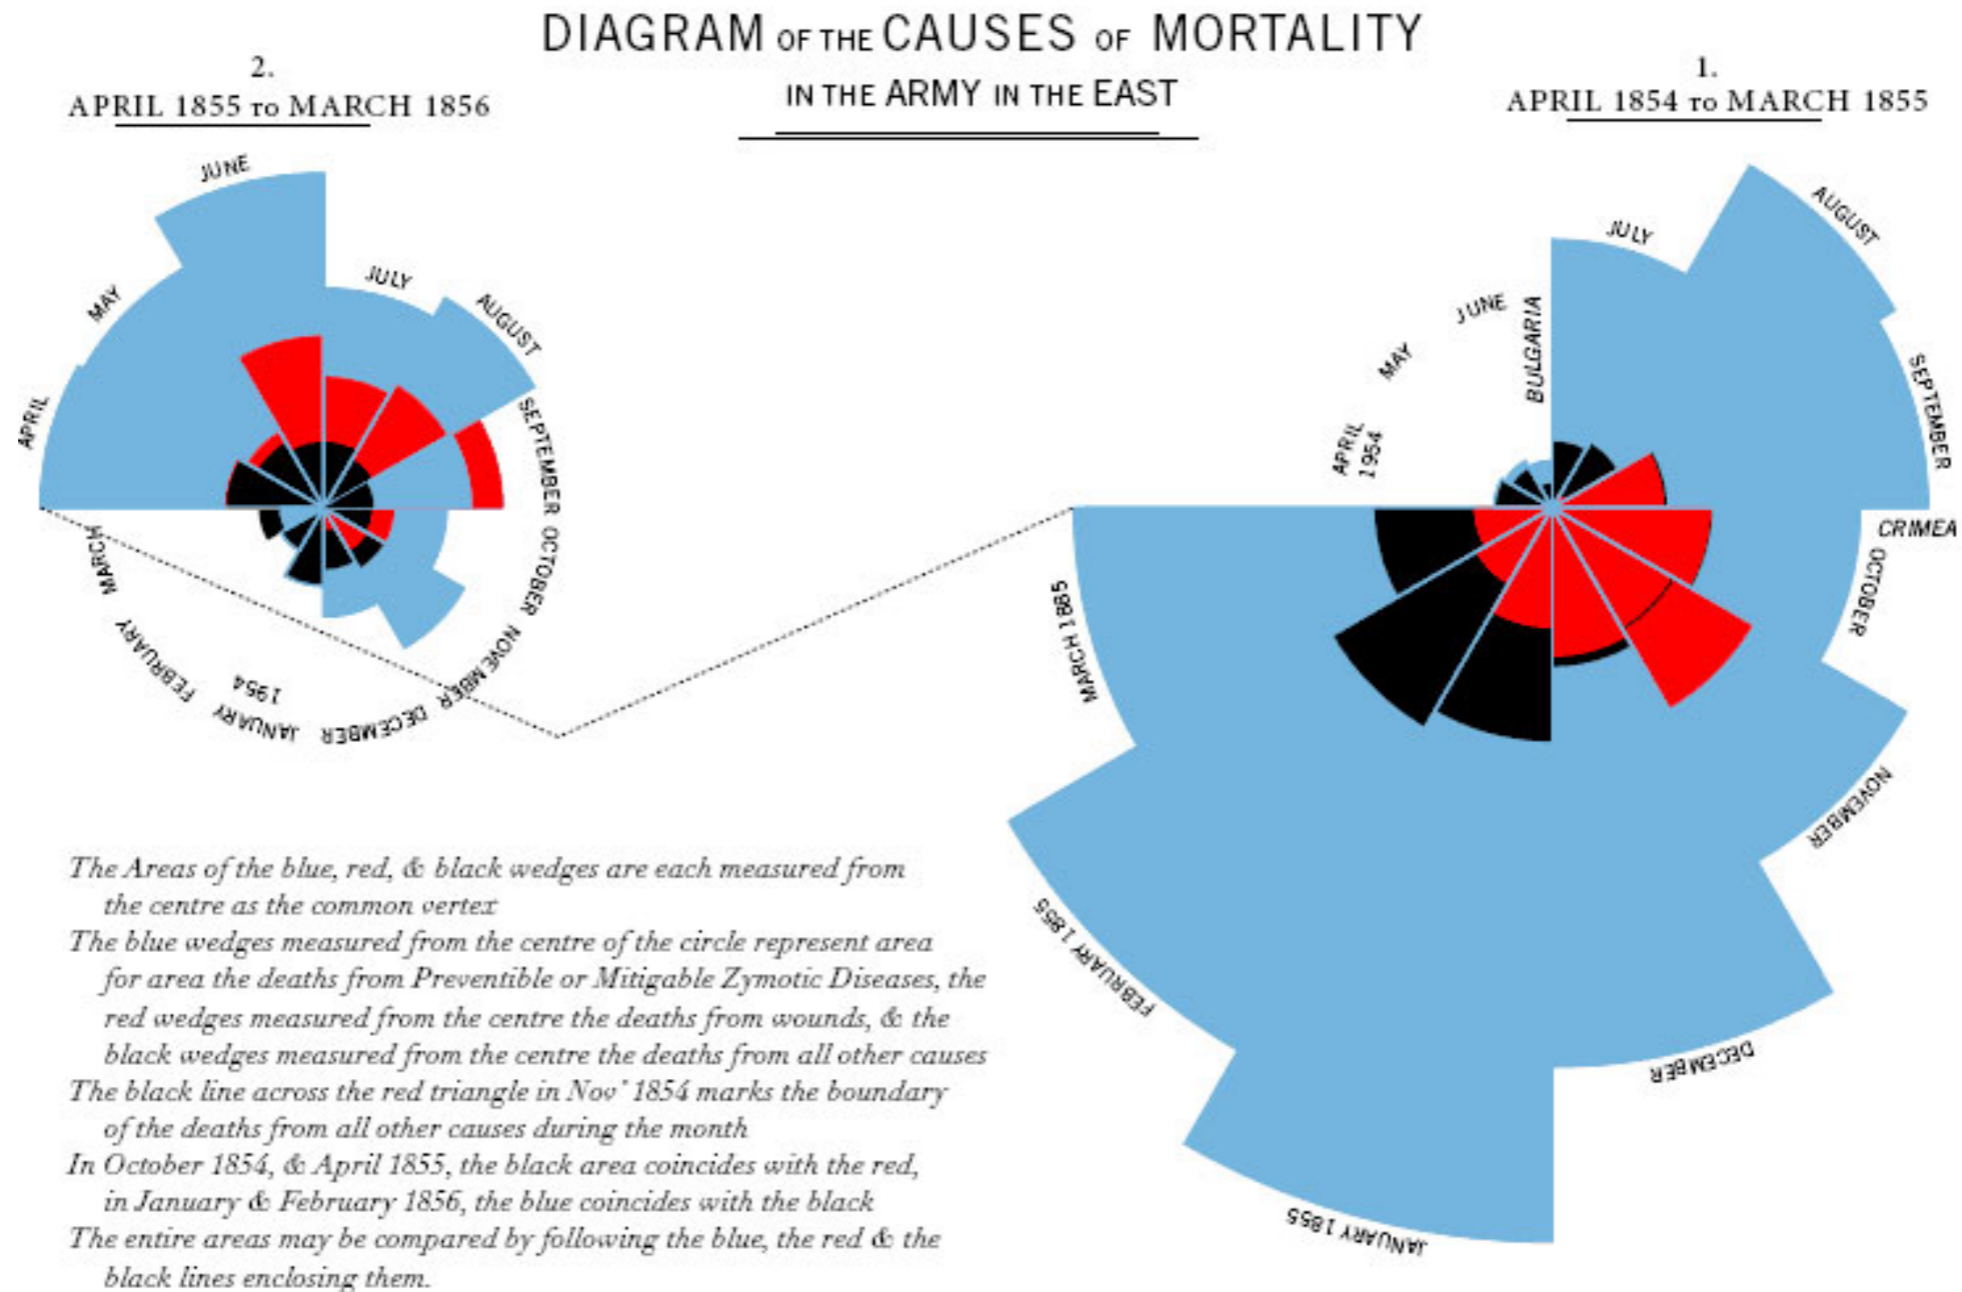 DIAGRAM OF THE CAUSES OF MORTALITY
IN THE ARMY IN THE EAST
2.
APRIL 1855 TO MARCH 1856
1.
APRIL 1854 TO MARCH 1855
APRIL
MAY
JUNE
JULY
AUGUST
SEPTEMBER
OCTOBER
NOVEMBER
DECEMBER
JANUARY
1954
FEBRUARY
MARCH
APRIL
1954
MAY
JUNE
BULGARIA
JULY
AUGUST
SEPTEMBER
CRIMEA
OCTOBER
NOVEMBER
DECEMBER
JANUARY 1855
FEBRUARY 1855
MARCH 1885
The Areas of the blue, red, & black wedges are each measured from
the centre as the common vertex
The blue wedges measured from the centre of the circle represent area
for area the deaths from Preventible or Mitigable Zymotic Diseases, the
red wedges measured from the centre the deaths from wounds, & the
black wedges measured from the centre the deaths from all other causes
The black line across the red triangle in Nov' 1854 marks the boundary
of the deaths from all other causes during the month
In October 1854, & April 1855, the black area coincides with the red,
in January & February 1856, the blue coincides with the black
The entire areas may be compared by following the blue, the red & the
black lines enclosing them.